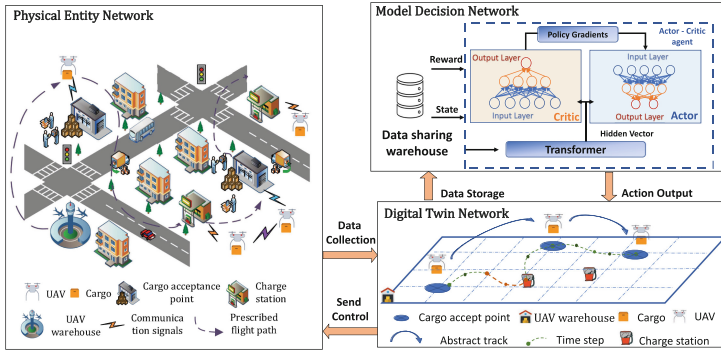 Physical Entity Network
UAV
Cargo
Cargo acceptance
point
Charge
station
UAV
warehouse
Communica
tion signals
Prescribed
flight path
Data
Collection
Send
Control
Model Decision Network
Policy Gradients
Actor - Critic
agent
Reward
State
Output Layer
Input Layer
Critic
Input Layer
Output Layer
Actor
Hidden Vector
Data sharing
warehouse
Transformer
Data Storage
Action Output
Digital Twin Network
Cargo accept point
UAV warehouse
Cargo
UAV
Abstract track
Time step
Charge station